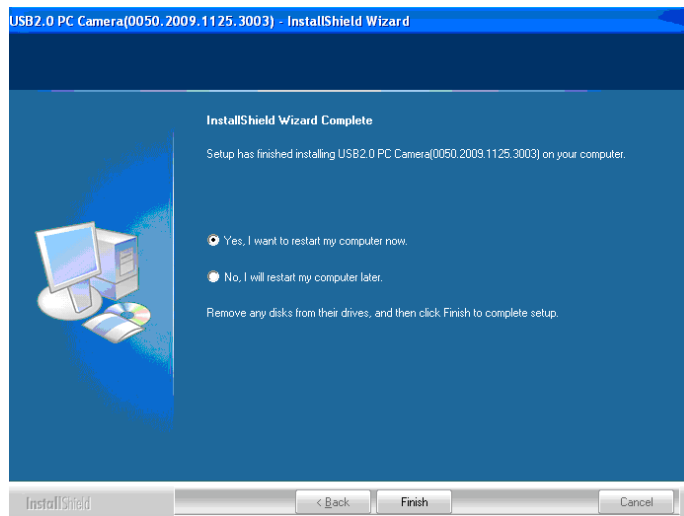 USB2.0 PC Camera(0050.2009.1125.3003) - InstallShield Wizard
InstallShield Wizard Complete
Setup has finished installing USB2.0 PC Camera(0050.2009.1125.3003) on your computer.
Yes, I want to restart my computer now.
No, I will restart my computer later.
Remove any disks from their drives, and then click Finish to complete setup.
InstallShield
< Back
Finish
Cancel